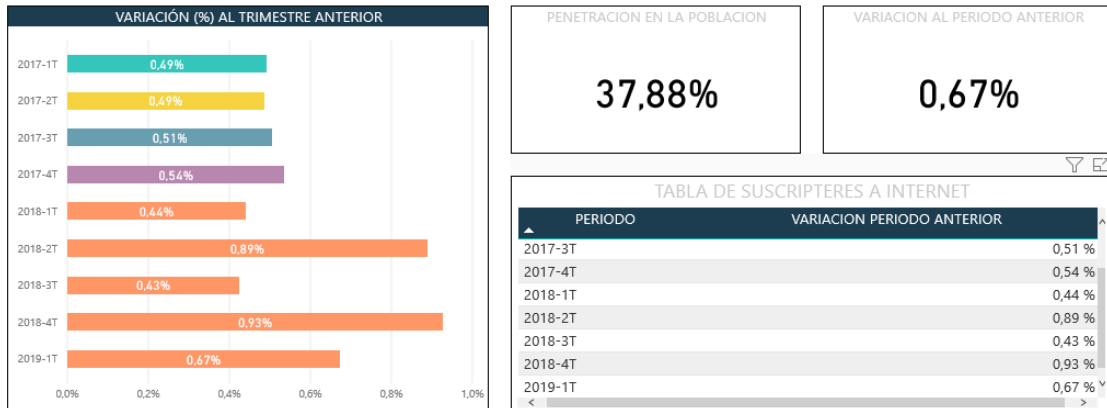 VARIACIÓN (%) AL TRIMESTRE ANTERIOR
2017-1T 0,49%
2017-2T 0,49%
2017-3T 0,51%
2017-4T 0,54%
2018-1T 0,44%
2018-2T 0,89%
2018-3T 0,43%
2018-4T 0,93%
2019-1T 0,67%
0,0% 0,2% 0,4% 0,6% 0,8% 1,0%
PENETRACION EN LA POBLACION
37,88%
VARIACION AL PERIODO ANTERIOR
0,67%
TABLA DE SUSCRIPTERES A INTERNET
PERIODO VARIACION PERIODO ANTERIOR
2017-3T 0,51 %
2017-4T 0,54 %
2018-1T 0,44 %
2018-2T 0,89 %
2018-3T 0,43 %
2018-4T 0,93 %
2019-1T 0,67 %